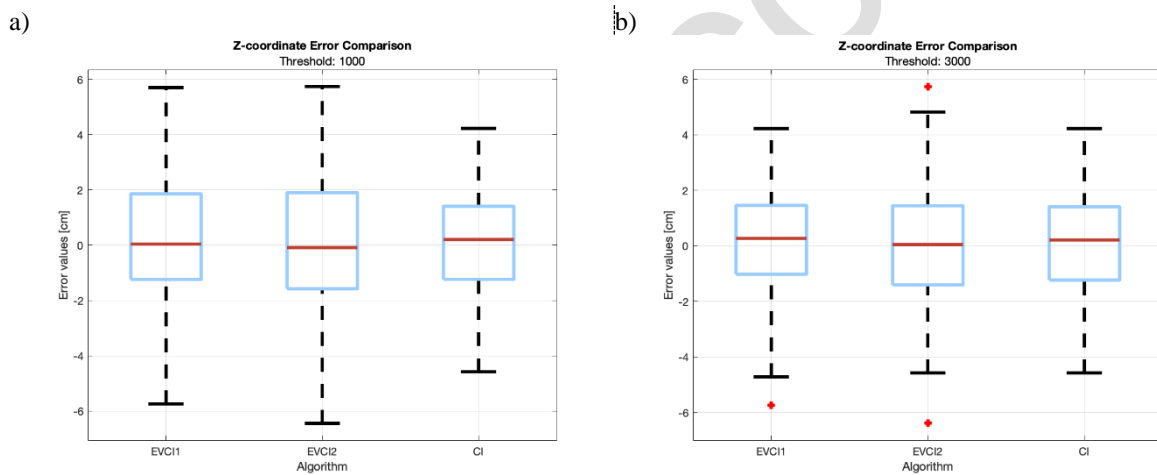 a)
Z-coordinate Error Comparison
Threshold: 1000
6
4
2
0
-2
-4
-6
Error values [cm]
EVCI1
EVCI2
CI
Algorithm
b)
Z-coordinate Error Comparison
Threshold: 3000
6
4
2
0
-2
-4
-6
Error values [cm]
EVCI1
EVCI2
CI
Algorithm